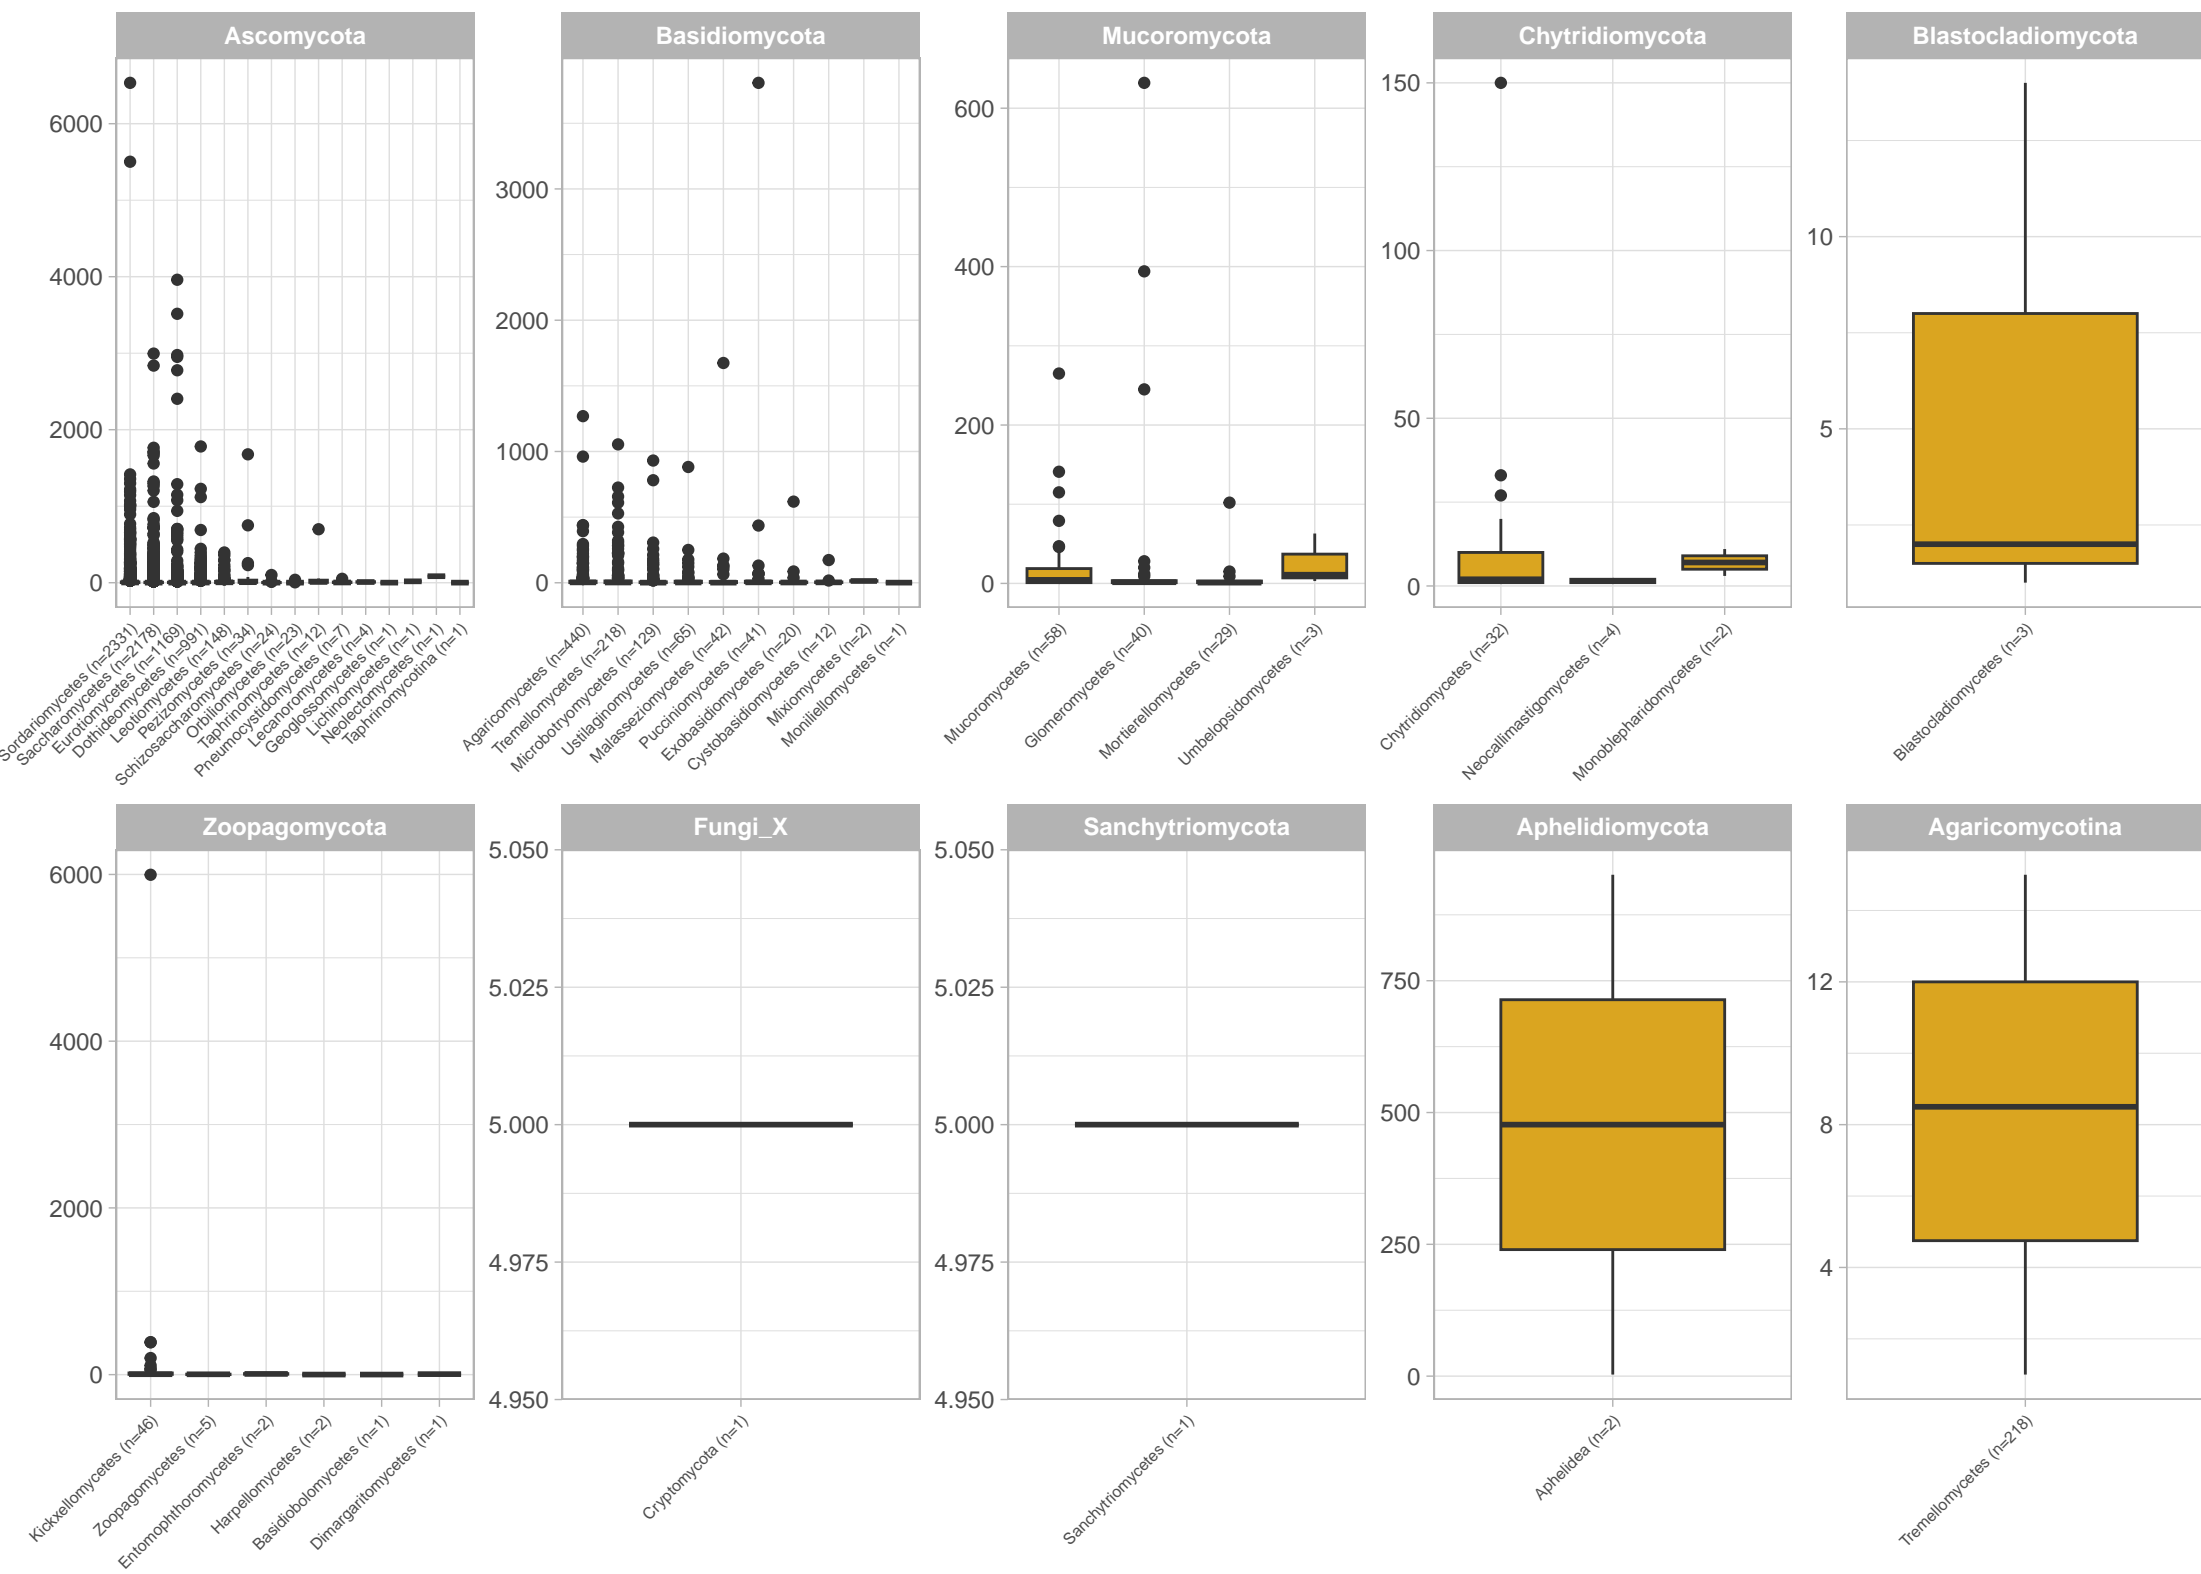 Ascomycota
Basidiomycota
Mucoromycota
Chytridiomycota
Blastocladiomycota
6000
4000
2000
0
3000
2000
1000
0
600
400
200
0
150
100
50
0
10
5
Sordariomycetes (n=2331)
Saccharomycetes (n=2178)
Eurotiomycetes (n=1169)
Dothideomycetes (n=991)
Leotiomycetes (n=148)
Pezizomycetes (n=34)
Schizosaccharomycetes (n=24)
Orbiliomycetes (n=23)
Taphrinomycetes (n=12)
Pneumocystidomycetes (n=7)
Lecanoromycetes (n=4)
Geoglossomycetes (n=1)
Lichinomycetes (n=1)
Neolectomycetes (n=1)
Taphrinomycotina (n=1)
Agaricomycetes (n=440)
Tremellomycetes (n=218)
Microbotryomycetes (n=129)
Ustilaginomycetes (n=65)
Malasseziomycetes (n=42)
Pucciniomycetes (n=41)
Exobasidiomycetes (n=20)
Cystobasidiomycetes (n=12)
Mixiomycetes (n=2)
Moniliellomycetes (n=1)
Mucoromycetes (n=58)
Glomeromycetes (n=40)
Mortierellomycetes (n=29)
Umbelopsidomycetes (n=3)
Chytridiomycetes (n=32)
Neocallimastigomycetes (n=4)
Monoblepharidomycetes (n=2)
Blastocladiomycetes (n=3)
Zoopagomycota
Fungi_X
Sanchytriomycota
Aphelidiomycota
Agaricomycotina
6000
4000
2000
0
5.050
5.025
5.000
4.975
4.950
5.050
5.025
5.000
4.975
4.950
750
500
250
0
12
8
4
Kickxellomycetes (n=46)
Zoopagomycetes (n=5)
Entomophthoromycetes (n=2)
Harpellomycetes (n=2)
Basidiobolomycetes (n=1)
Dimargaritomycetes (n=1)
Cryptomycota (n=1)
Sanchytriomycetes (n=1)
Aphelidea (n=2)
Tremellomycetes (n=218)